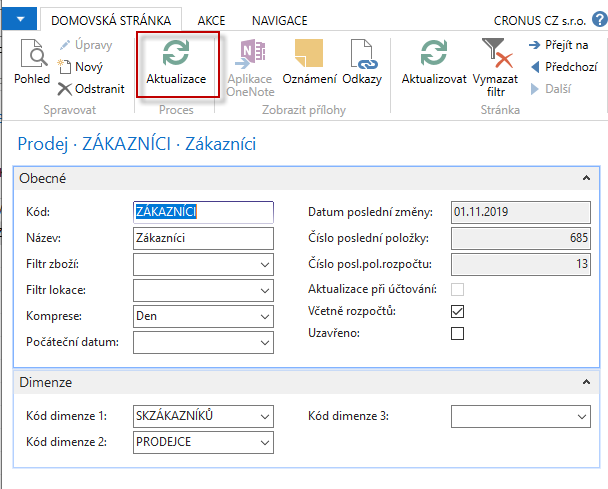 DOMOVSKÁ STRÁNKA AKCE NAVIGACE CRONUS CZ s.r.o.
Pohled Úpravy Nový Odstranit Aktualizace Aplikace OneNote Oznámení Odkazy Aktualizovat Vymazat filtr Přejít na Předchozí Další
Spravovat Proces Zobrazit přílohy Stránka
Prodej · ZÁKAZNÍCI · Zákazníci
Obecné
Kód: ZÁKAZNÍCI Datum poslední změny: 01.11.2019
Název: Zákazníci Číslo poslední položky: 685
Filtr zboží: Číslo posl.pol.rozpočtu: 13
Filtr lokace: Aktualizace při účtování:
Komprese: Den Včetně rozpočtů:
Počáteční datum: Uzavřeno:
Dimenze
Kód dimenze 1: SKZÁKAZNÍKŮ Kód dimenze 3:
Kód dimenze 2: PRODEJCE